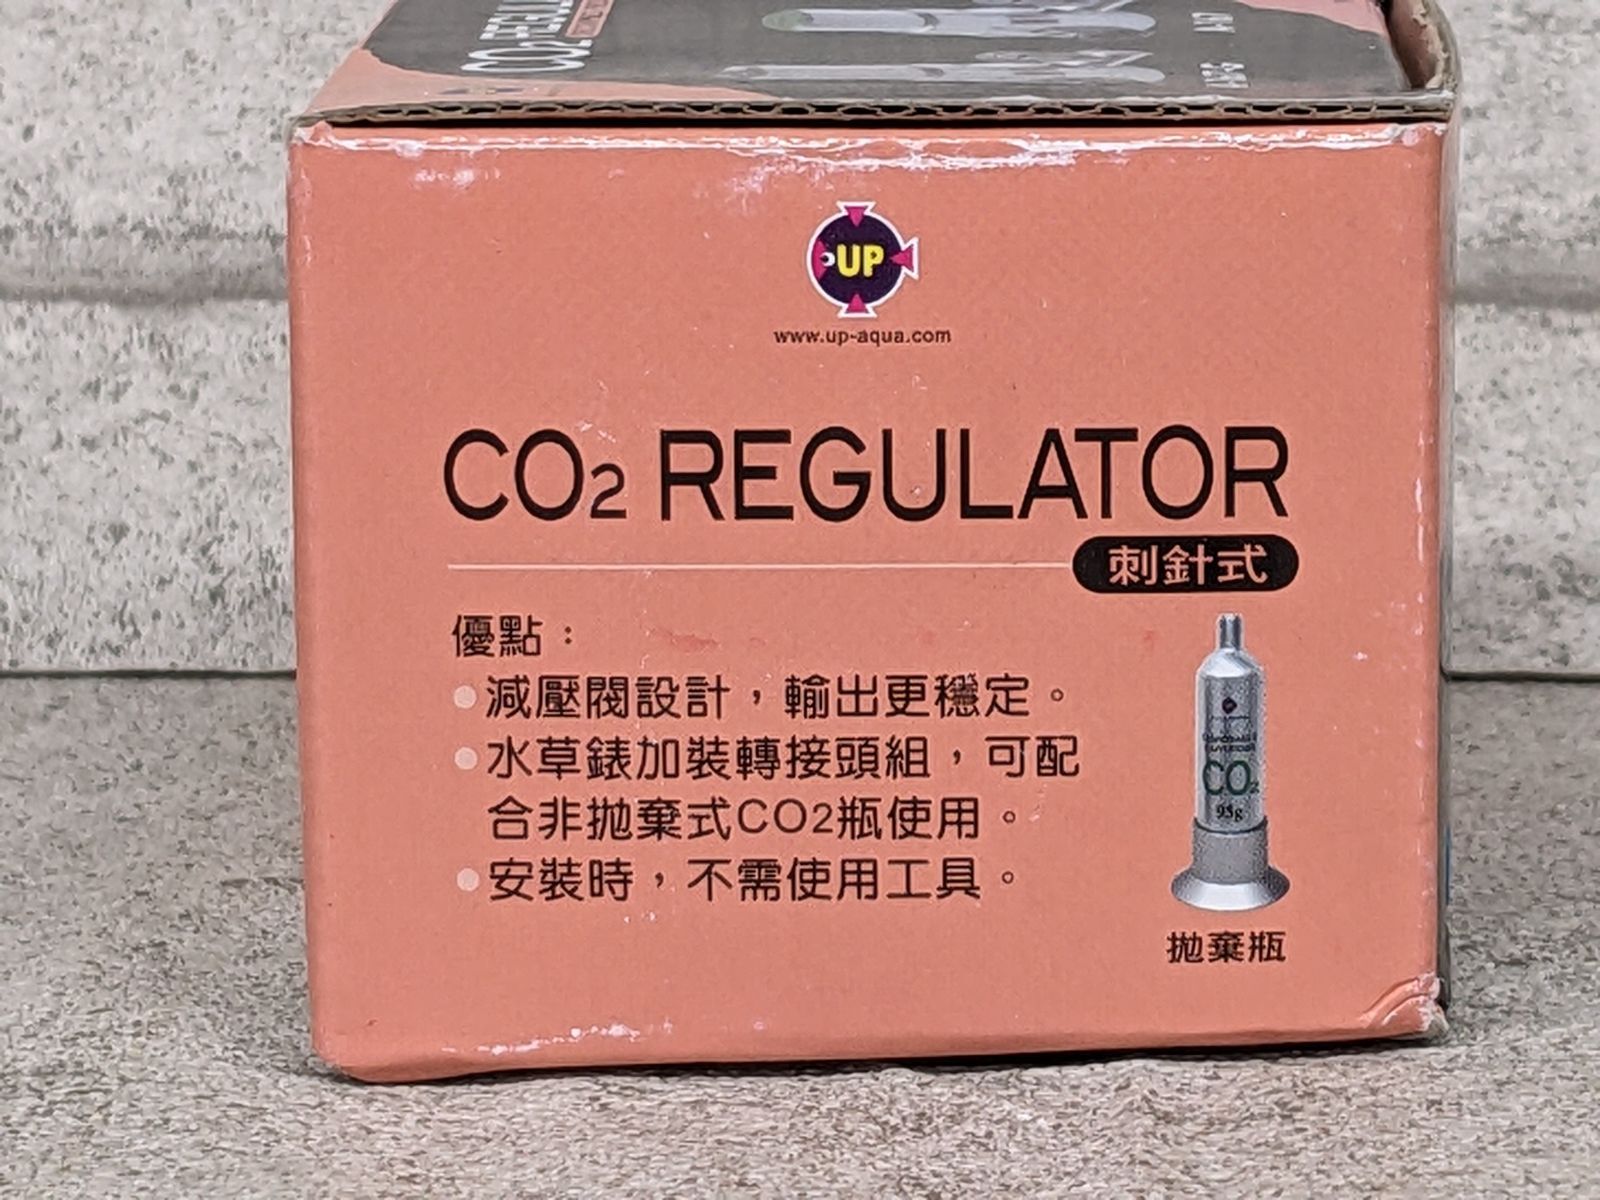 CO2 REGULA
UP
www.up-aqua.com
CO2 REGULATOR
刺針式
優點：
●減壓閥設計，輸出更穩定。
●水草錶加裝轉接頭組，可配
合非拋棄式CO2瓶使用。
●安裝時，不需使用工具。
CO2
95g
拋棄瓶